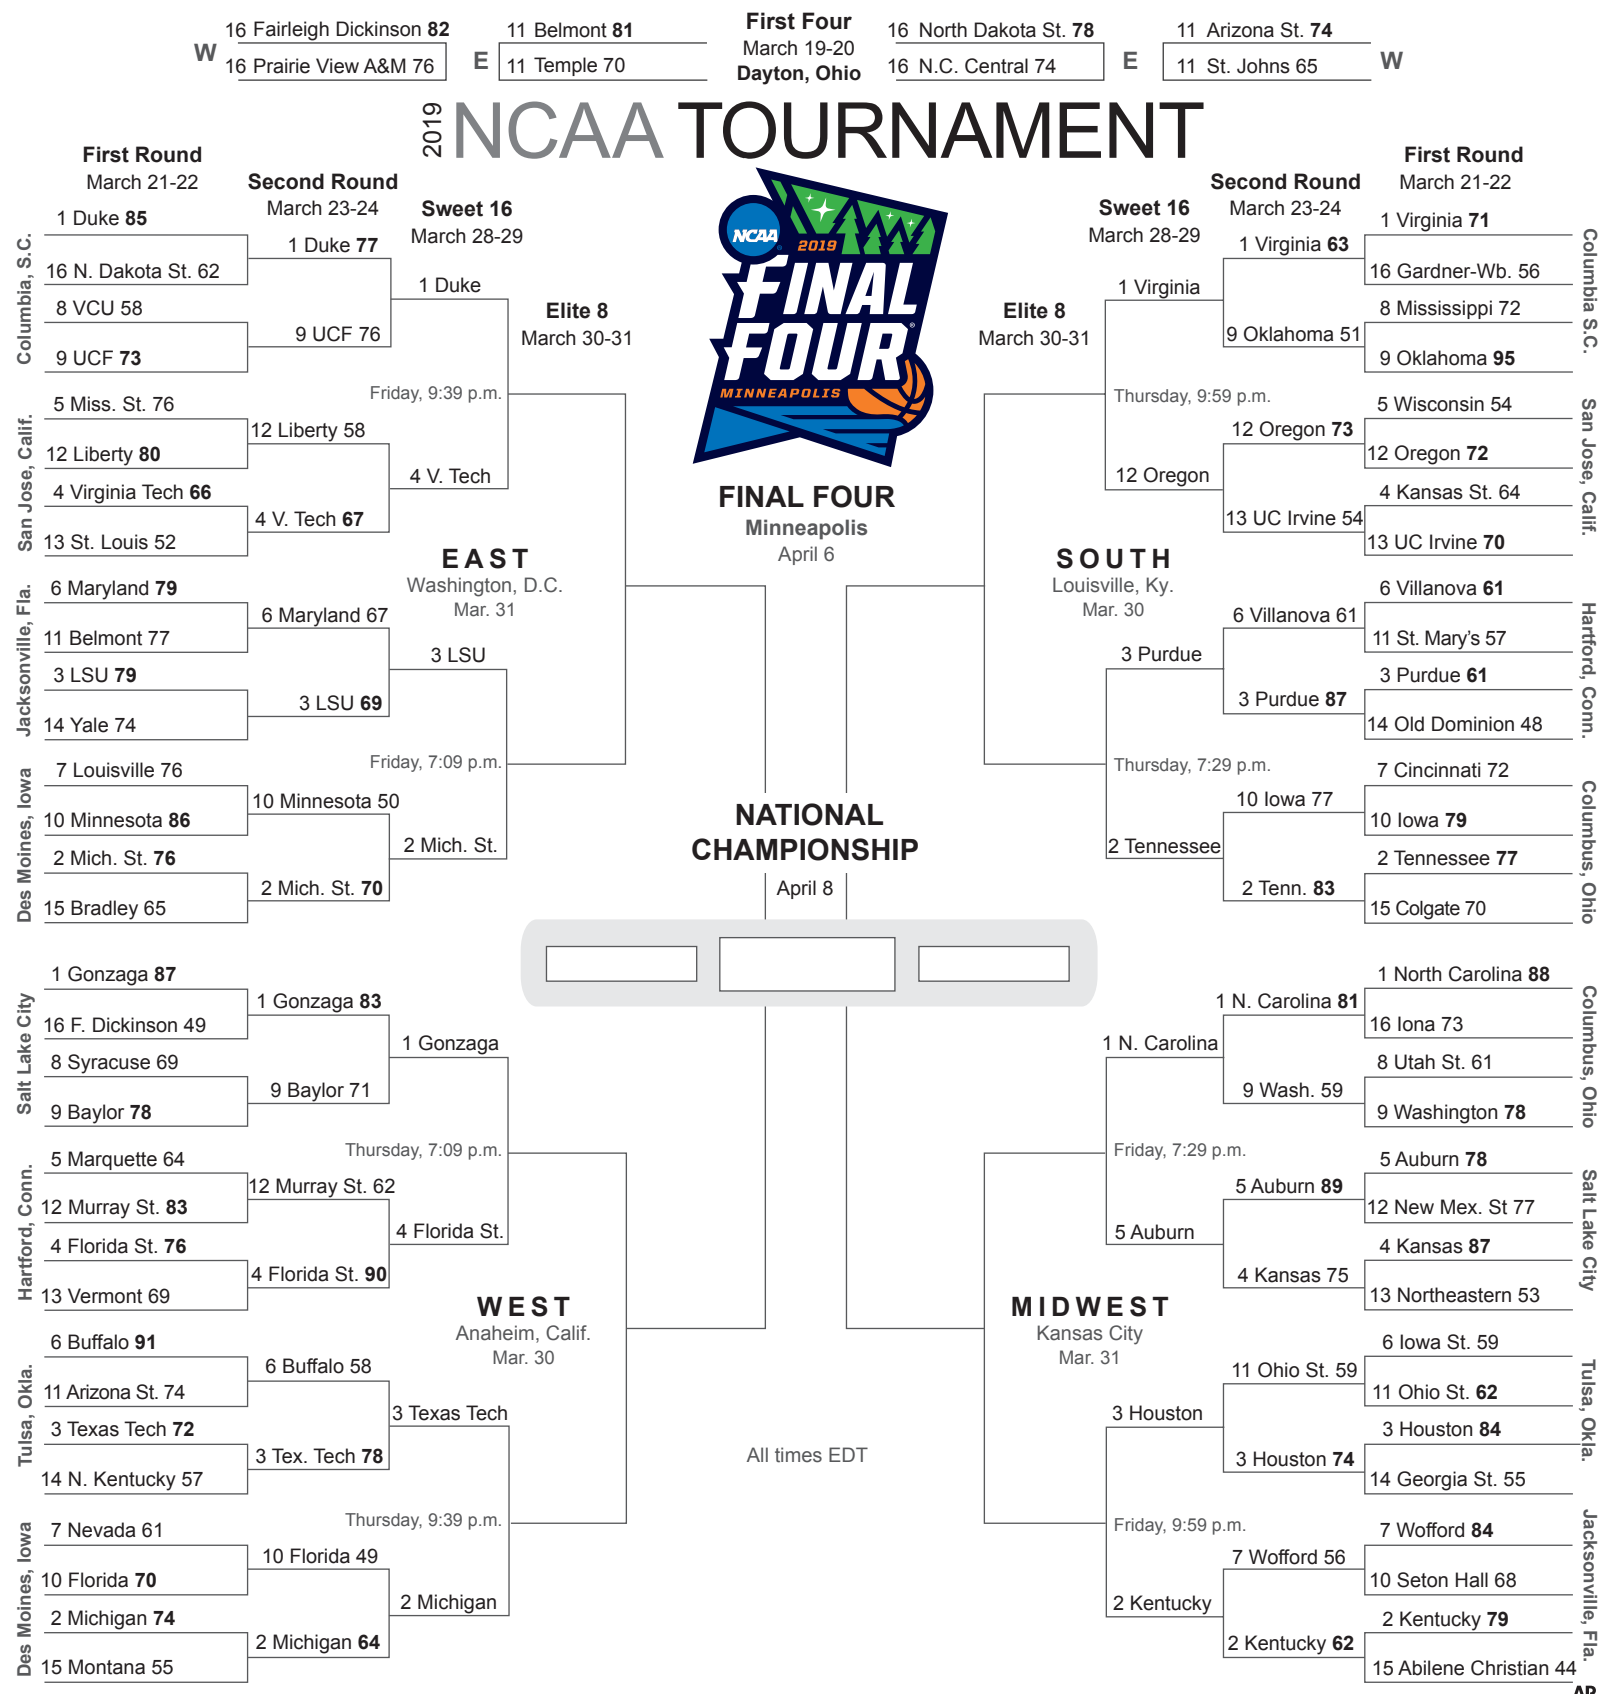 First Four
March 19-20
Dayton, Ohio
W
16 Fairleigh Dickinson 82
16 Prairie View A&M 76
E
11 Belmont 81
11 Temple 70
16 North Dakota St. 78
16 N.C. Central 74
E
11 Arizona St. 74
11 St. Johns 65
W
2019 NCAA TOURNAMENT
First Round
March 21-22
Second Round
March 23-24
Sweet 16
March 28-29
Elite 8
March 30-31
NCAA
2019
FINAL
FOUR
MINNEAPOLIS
Elite 8
March 30-31
Sweet 16
March 28-29
Second Round
March 23-24
First Round
March 21-22
Columbia, S.C.
1 Duke 85
16 N. Dakota St. 62
8 VCU 58
9 UCF 73
1 Duke 77
9 UCF 76
1 Duke
Friday, 9:39 p.m.
San Jose, Calif.
5 Miss. St. 76
12 Liberty 80
4 Virginia Tech 66
13 St. Louis 52
12 Liberty 58
4 V. Tech 67
4 V. Tech
EAST
Washington, D.C.
Mar. 31
Jacksonville, Fla.
6 Maryland 79
11 Belmont 77
3 LSU 79
14 Yale 74
6 Maryland 67
3 LSU 69
3 LSU
Friday, 7:09 p.m.
Des Moines, Iowa
7 Louisville 76
10 Minnesota 86
2 Mich. St. 76
15 Bradley 65
10 Minnesota 50
2 Mich. St. 70
2 Mich. St.
Salt Lake City
1 Gonzaga 87
16 F. Dickinson 49
8 Syracuse 69
9 Baylor 78
1 Gonzaga 83
9 Baylor 71
1 Gonzaga
Thursday, 7:09 p.m.
Hartford, Conn.
5 Marquette 64
12 Murray St. 83
4 Florida St. 76
13 Vermont 69
12 Murray St. 62
4 Florida St. 90
4 Florida St.
WEST
Anaheim, Calif.
Mar. 30
Tulsa, Okla.
6 Buffalo 91
11 Arizona St. 74
3 Texas Tech 72
14 N. Kentucky 57
6 Buffalo 58
3 Tex. Tech 78
3 Texas Tech
Thursday, 9:39 p.m.
Des Moines, Iowa
7 Nevada 61
10 Florida 70
2 Michigan 74
15 Montana 55
10 Florida 49
2 Michigan 64
2 Michigan
FINAL FOUR
Minneapolis
April 6
NATIONAL
CHAMPIONSHIP
April 8
All times EDT
1 Virginia 71
16 Gardner-Wb. 56
8 Mississippi 72
9 Oklahoma 95
Columbia S.C.
1 Virginia 63
9 Oklahoma 51
1 Virginia
Thursday, 9:59 p.m.
5 Wisconsin 54
12 Oregon 72
4 Kansas St. 64
13 UC Irvine 70
San Jose, Calif.
12 Oregon 73
13 UC Irvine 54
12 Oregon
SOUTH
Louisville, Ky.
Mar. 30
6 Villanova 61
11 St. Mary's 57
3 Purdue 61
14 Old Dominion 48
Hartford, Conn.
6 Villanova 61
3 Purdue 87
3 Purdue
Thursday, 7:29 p.m.
7 Cincinnati 72
10 Iowa 79
2 Tennessee 77
15 Colgate 70
Columbus, Ohio
10 Iowa 77
2 Tenn. 83
2 Tennessee
1 North Carolina 88
16 Iona 73
8 Utah St. 61
9 Washington 78
Columbus, Ohio
1 N. Carolina 81
9 Wash. 59
1 N. Carolina
Friday, 7:29 p.m.
5 Auburn 78
12 New Mex. St 77
4 Kansas 87
13 Northeastern 53
Salt Lake City
5 Auburn 89
4 Kansas 75
5 Auburn
MIDWEST
Kansas City
Mar. 31
6 Iowa St. 59
11 Ohio St. 62
3 Houston 84
14 Georgia St. 55
Tulsa, Okla.
11 Ohio St. 59
3 Houston 74
3 Houston
Friday, 9:59 p.m.
7 Wofford 84
10 Seton Hall 68
2 Kentucky 79
15 Abilene Christian 44
Jacksonville, Fla.
7 Wofford 56
2 Kentucky 62
2 Kentucky
AP